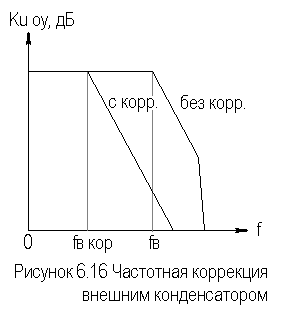 Ku оу, дБ
с корр.
без корр.
0
fв кор
fв
f
Рисунок 6.16 Частотная коррекция
внешним конденсатором